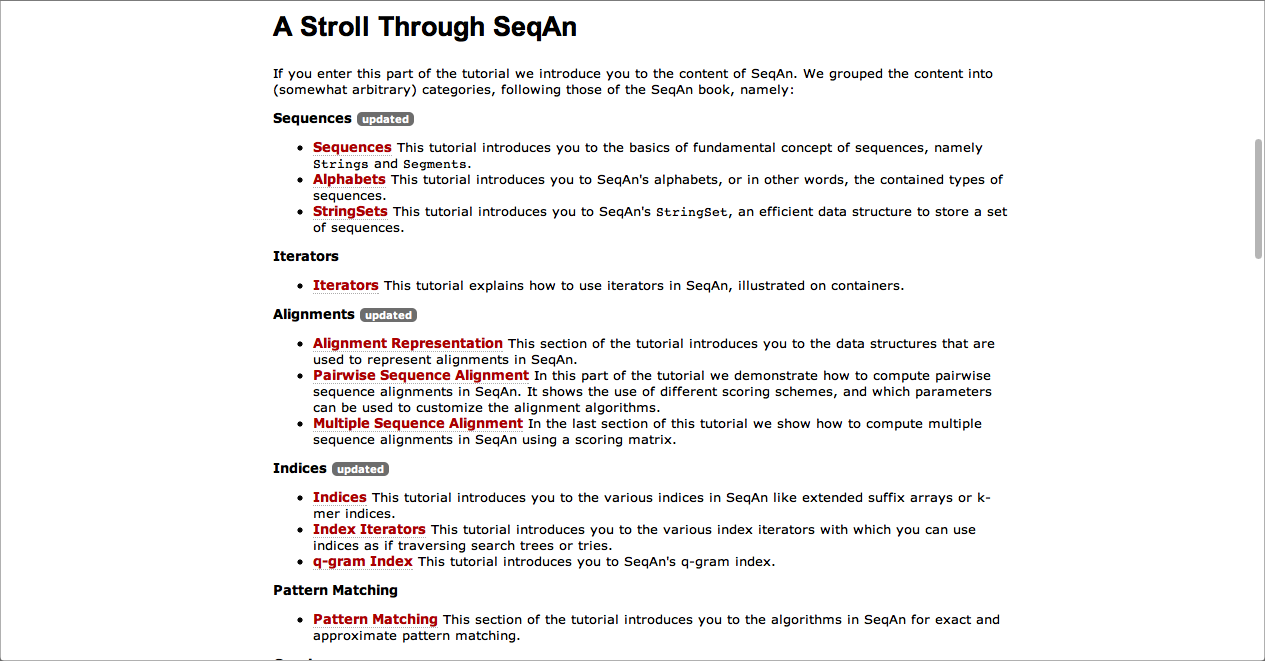 A Stroll Through SeqAn
If you enter this part of the tutorial we introduce you to the content of SeqAn. We grouped the content into
(somewhat arbitrary) categories, following those of the SeqAn book, namely:
Sequences updated
• Sequences This tutorial introduces you to the basics of fundamental concept of sequences, namely
Strings and Segments.
• Alphabets This tutorial introduces you to SeqAn's alphabets, or in other words, the contained types of
sequences.
• StringSets This tutorial introduces you to SeqAn's StringSet, an efficient data structure to store a set
of sequences.
Iterators
• Iterators This tutorial explains how to use iterators in SeqAn, illustrated on containers.
Alignments updated
• Alignment Representation This section of the tutorial introduces you to the data structures that are
used to represent alignments in SeqAn.
• Pairwise Sequence Alignment In this part of the tutorial we demonstrate how to compute pairwise
sequence alignments in SeqAn. It shows the use of different scoring schemes, and which parameters
can be used to customize the alignment algorithms.
• Multiple Sequence Alignment In the last section of this tutorial we show how to compute multiple
sequence alignments in SeqAn using a scoring matrix.
Indices updated
• Indices This tutorial introduces you to the various indices in SeqAn like extended suffix arrays or k-
mer indices.
• Index Iterators This tutorial introduces you to the various index iterators with which you can use
indices as if traversing search trees or tries.
• q-gram Index This tutorial introduces you to SeqAn's q-gram index.
Pattern Matching
• Pattern Matching This section of the tutorial introduces you to the algorithms in SeqAn for exact and
approximate pattern matching.